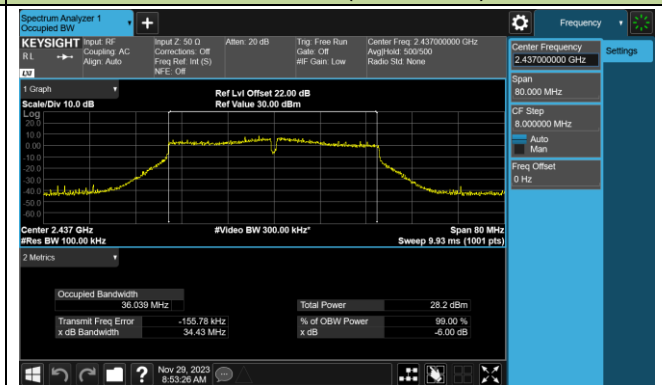 Spectrum Analyzer 1
Occupied BW
+
Frequency
KEYSIGHT
RL
LXI
Input: RF
Coupling: AC
Align: Auto
Input Z: 50 Ω
Corrections: Off
Freq Ref: Int (S)
NFE: Off
Atten: 20 dB
Trig: Free Run
Gate: Off
#IF Gain: Low
Center Freq: 2.437000000 GHz
Avg|Hold: 500/500
Radio Std: None
Center Frequency
2.437000000 GHz
Settings
Span
80.000 MHz
CF Step
8.000000 MHz
Auto
Man
Freq Offset
0 Hz
1 Graph
Scale/Div 10.0 dB
Ref Lvl Offset 22.00 dB
Ref Value 30.00 dBm
Log
20.0
10.0
0.00
-10.0
-20.0
-30.0
-40.0
-50.0
-60.0
Center 2.437 GHz
#Video BW 300.00 kHz*
Span 80 MHz
#Res BW 100.00 kHz
Sweep 9.93 ms (1001 pts)
2 Metrics
Occupied Bandwidth
36.039 MHz
Total Power 28.2 dBm
Transmit Freq Error -155.78 kHz
% of OBW Power 99.00 %
x dB Bandwidth 34.43 MHz
x dB -6.00 dB
?
Nov 29, 2023
8:53:26 AM